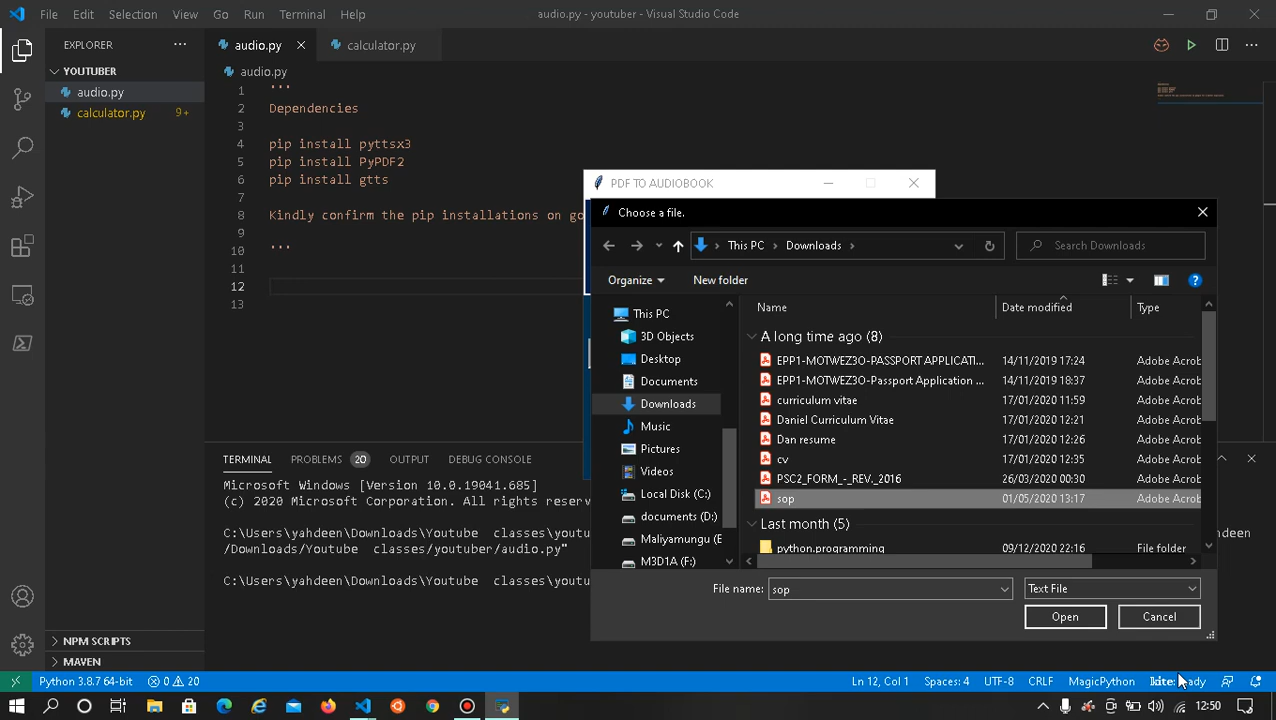 File Edit Selection View Go Run Terminal Help
audio.py - youtuber - Visual Studio Code
EXPLORER
audio.py
calculator.py
YOUTUBER
audio.py
calculator.py 9+
audio.py
1 '''
2 Dependencies
3
4 pip install pyttsx3
5 pip install PyPDF2
6 pip install gtts
7
8 Kindly confirm the pip installations on go
9
10 '''
11
12
13
PDF TO AUDIOBOOK
Choose a file.
This PC Downloads
Search Downloads
Organize New folder
This PC
3D Objects
Desktop
Documents
Downloads
Music
Pictures
Videos
Local Disk (C:)
documents (D:)
Maliyamungu (E
M3D1A (F:)
Name Date modified Type
A long time ago (8)
EPP1-MOTWEZ3O-PASSPORT APPLICATI... 14/11/2019 17:24 Adobe Acrob
EPP1-MOTWEZ3O-Passport Application ... 14/11/2019 18:37 Adobe Acrob
curriculum vitae 17/01/2020 11:59 Adobe Acrob
Daniel Curriculum Vitae 17/01/2020 12:21 Adobe Acrob
Dan resume 17/01/2020 12:26 Adobe Acrob
cv 17/01/2020 12:35 Adobe Acrob
PSC2_FORM_-_REV._2016 26/03/2020 00:30 Adobe Acrob
sop 01/05/2020 13:17 Adobe Acrob
Last month (5)
python.programming 09/12/2020 22:16 File folder
File name: sop Text File
Open Cancel
TERMINAL PROBLEMS 20 OUTPUT DEBUG CONSOLE
Microsoft Windows [Version 10.0.19041.685]
(c) 2020 Microsoft Corporation. All rights reserv
C:\Users\yahdeen\Downloads\Youtube classes\youtu deen
/Downloads/Youtube classes/youtuber/audio.py"
C:\Users\yahdeen\Downloads\Youtube classes\youtu
NPM SCRIPTS
MAVEN
Python 3.8.7 64-bit 0 20 Ln 12, Col 1 Spaces: 4 UTF-8 CRLF MagicPython
12:50